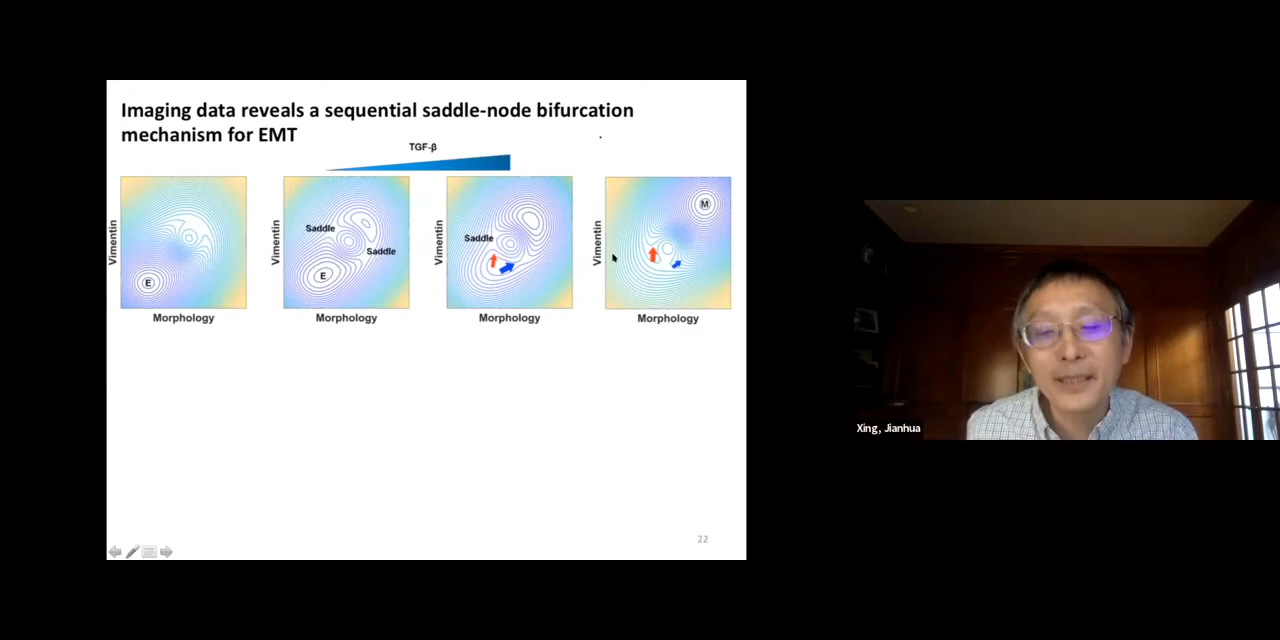 Imaging data reveals a sequential saddle-node bifurcation
mechanism for EMT
TGF-β
Vimentin
E
Morphology
Vimentin
Saddle
Saddle
E
Morphology
Vimentin
Saddle
Morphology
Vimentin
M
Morphology
22
Xing, Jianhua